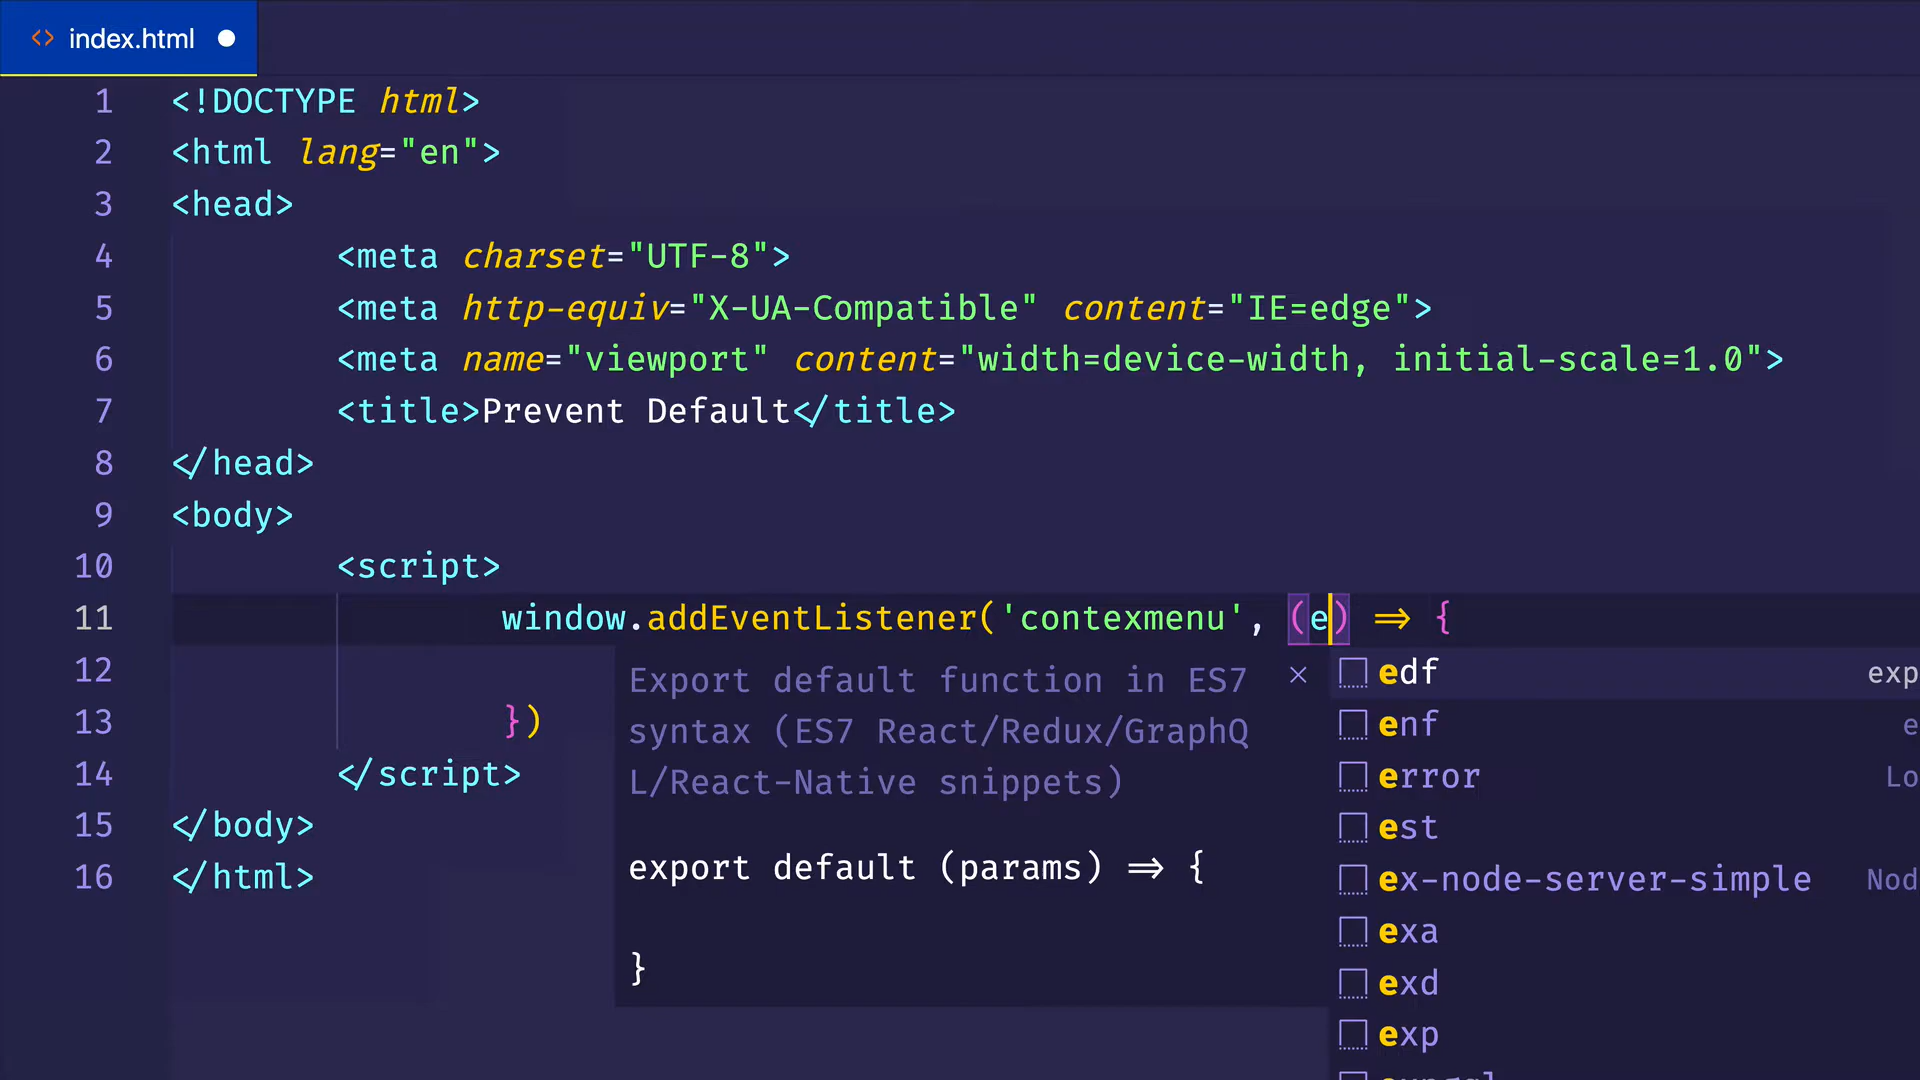 <> index.html
1 <!DOCTYPE html>
2 <html lang="en">
3 <head>
4 <meta charset="UTF-8">
5 <meta http-equiv="X-UA-Compatible" content="IE=edge">
6 <meta name="viewport" content="width=device-width, initial-scale=1.0">
7 <title>Prevent Default</title>
8 </head>
9 <body>
10 <script>
11 window.addEventListener('contexmenu', (e) => {
12
13 })
14 </script>
15 </body>
16 </html>
Export default function in ES7
syntax (ES7 React/Redux/GraphQ
L/React-Native snippets)
export default (params) => {
}
edf exp
enf e
error Lo
est
ex-node-server-simple Nod
exa
exd
exp